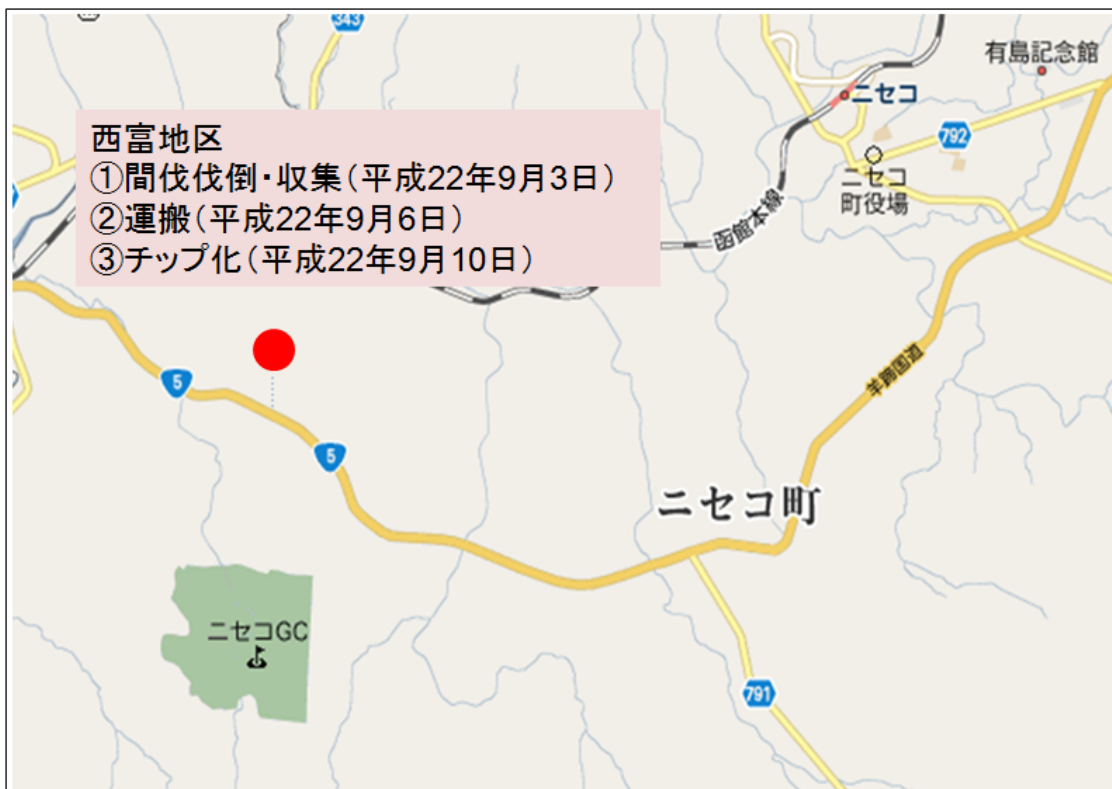 343
有島記念館
ニセコ
792
ニセコ
町役場
函館本線
西富地区
①間伐伐倒・収集（平成22年9月3日）
②運搬（平成22年9月6日）
③チップ化（平成22年9月10日）
羊蹄国道
5
5
ニセコ町
ニセコGC
791